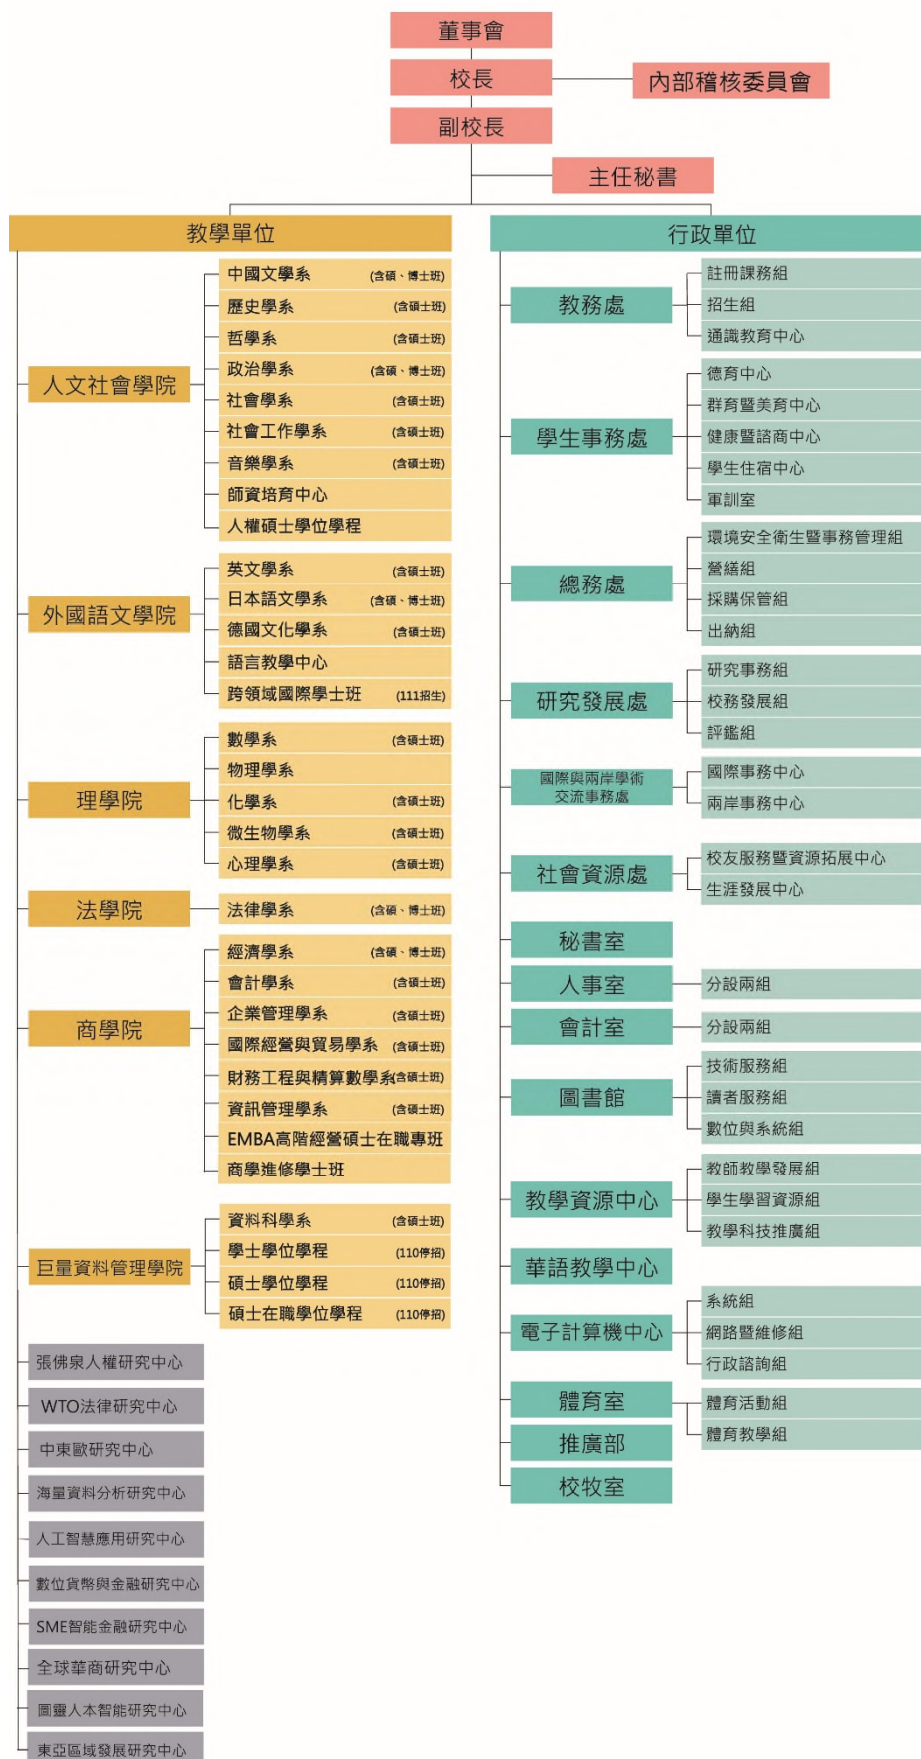 董事會
校長
內部稽核委員會
副校長
主任秘書
教學單位
人文社會學院
中國文學系 (含碩、博士班)
歷史學系 (含碩士班)
哲學系 (含碩士班)
政治學系 (含碩、博士班)
社會學系 (含碩士班)
社會工作學系 (含碩士班)
音樂學系 (含碩士班)
師資培育中心
人權碩士學位學程
外國語文學院
英文學系 (含碩士班)
日本語文學系 (含碩、博士班)
德國文化學系 (含碩士班)
語言教學中心
跨領域國際學士班 (111招生)
理學院
數學系 (含碩士班)
物理學系
化學系 (含碩士班)
微生物學系 (含碩士班)
心理學系 (含碩士班)
法學院
法律學系 (含碩、博士班)
商學院
經濟學系 (含碩、博士班)
會計學系 (含碩士班)
企業管理學系 (含碩士班)
國際經營與貿易學系 (含碩士班)
財務工程與精算數學系(含碩士班)
資訊管理學系 (含碩士班)
EMBA高階經營碩士在職專班
商學進修學士班
巨量資料管理學院
資料科學系 (含碩士班)
學士學位學程 (110停招)
碩士學位學程 (110停招)
碩士在職學位學程 (110停招)
張佛泉人權研究中心
WTO法律研究中心
中東歐研究中心
海量資料分析研究中心
人工智慧應用研究中心
數位貨幣與金融研究中心
SME智能金融研究中心
全球華商研究中心
圖靈人本智能研究中心
東亞區域發展研究中心
行政單位
教務處
註冊課務組
招生組
通識教育中心
學生事務處
德育中心
群育暨美育中心
健康暨諮商中心
學生住宿中心
軍訓室
總務處
環境安全衛生暨事務管理組
營繕組
採購保管組
出納組
研究發展處
研究事務組
校務發展組
評鑑組
國際與兩岸學術
交流事務處
國際事務中心
兩岸事務中心
社會資源處
校友服務暨資源拓展中心
生涯發展中心
秘書室
人事室
分設兩組
會計室
分設兩組
圖書館
技術服務組
讀者服務組
數位與系統組
教學資源中心
教師教學發展組
學生學習資源組
教學科技推廣組
華語教學中心
電子計算機中心
系統組
網路暨維修組
行政諮詢組
體育室
體育活動組
體育教學組
推廣部
校牧室